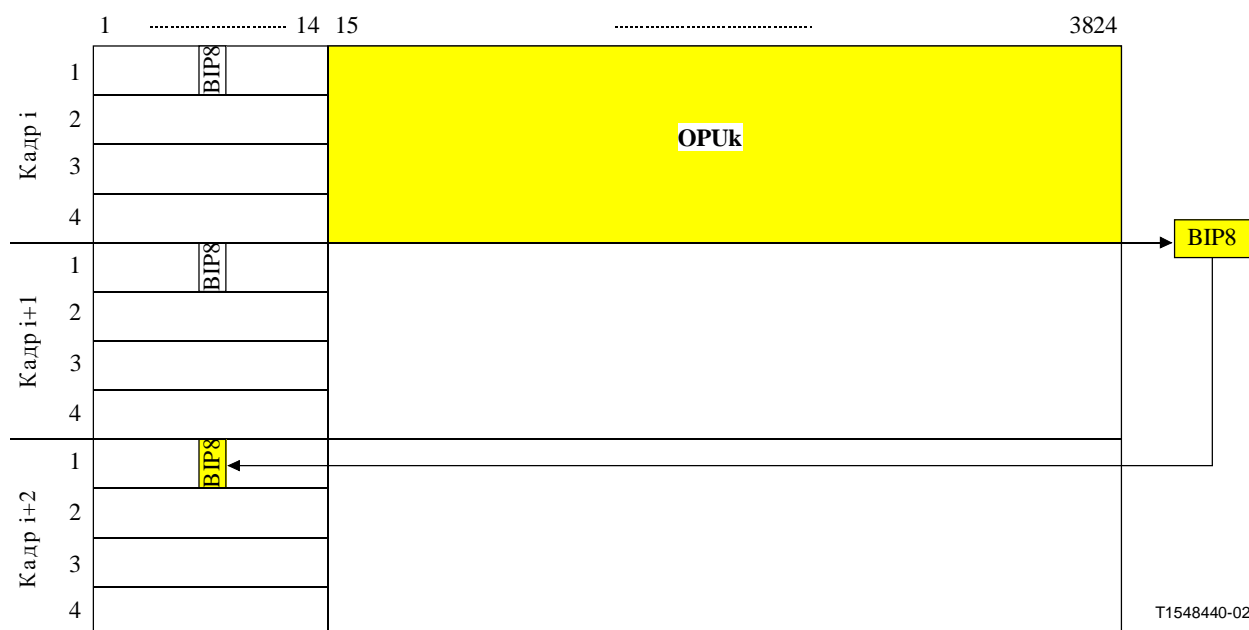 1 ........................ 14 15 ........................ 3824
Кадр i
1 BIP8
2
3
4
OPUk
BIP8
Кадр i+1
1 BIP8
2
3
4
Кадр i+2
1 BIP8
2
3
4
T1548440-02